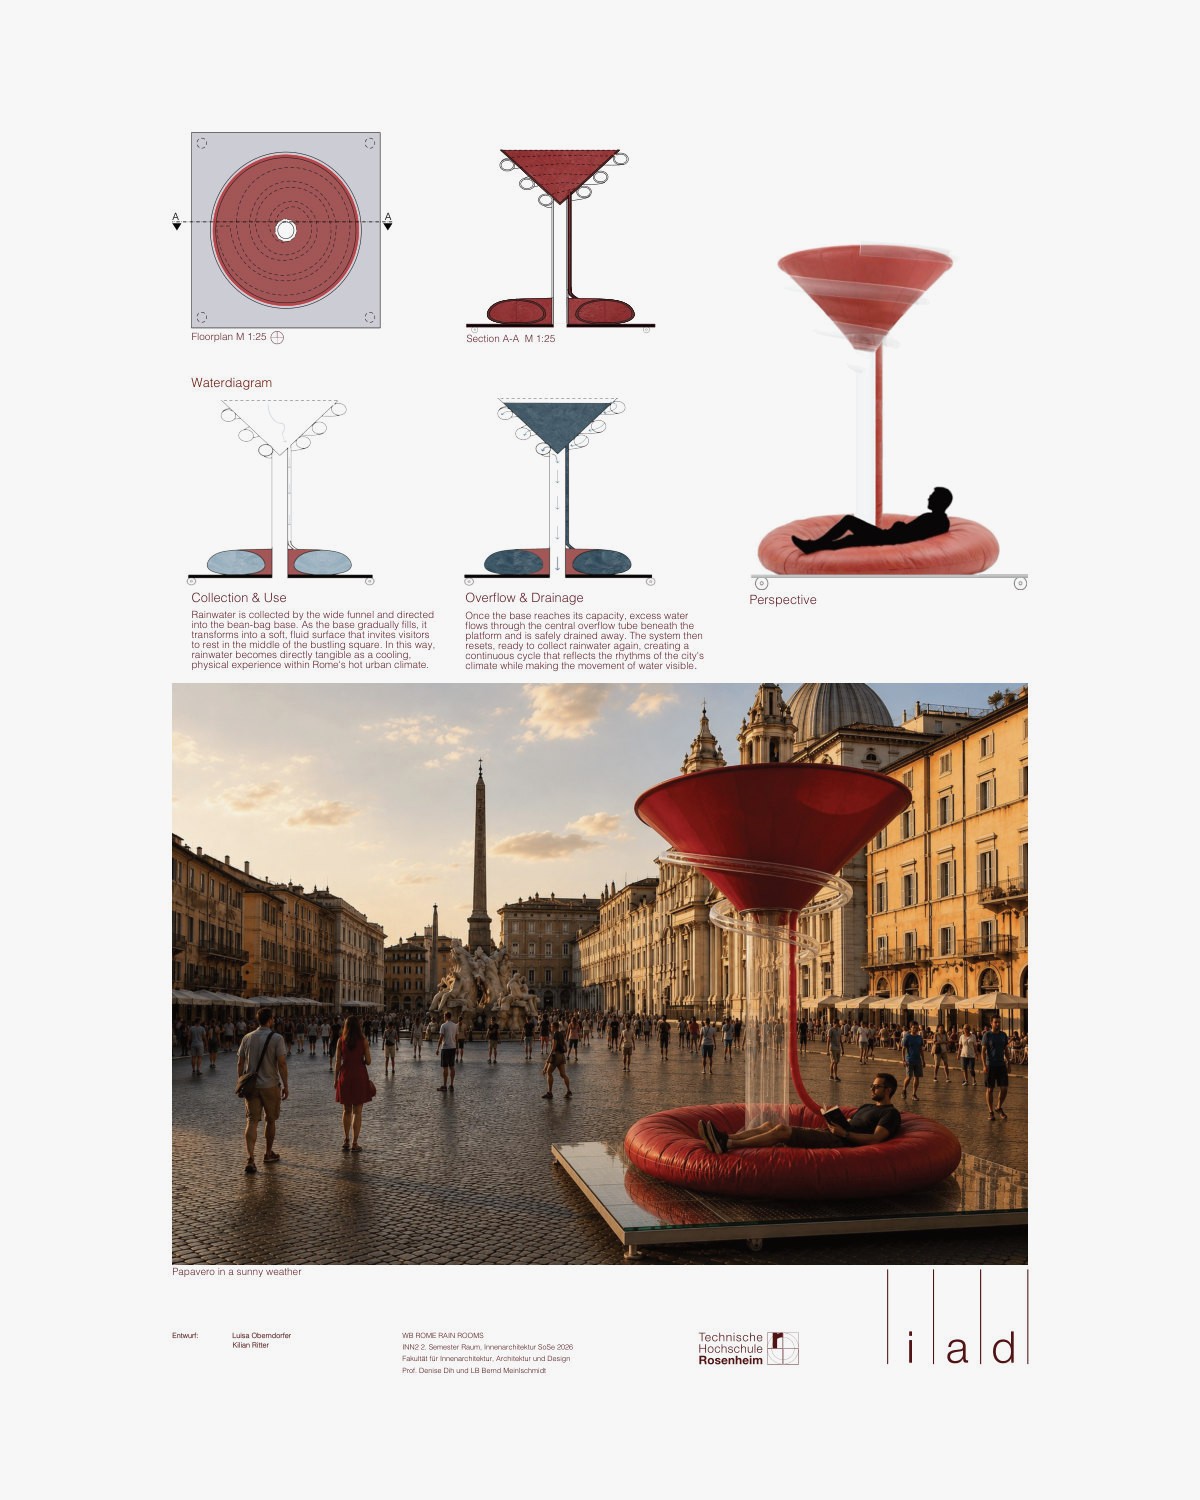 A
A
Floorplan M 1:25
Section A-A M 1:25
Waterdiagram
Collection & Use
Rainwater is collected by the wide funnel and directed
into the bean-bag base. As the base gradually fills, it
transforms into a soft, fluid surface that invites visitors
to rest in the middle of the bustling square. In this way,
rainwater becomes directly tangible as a cooling,
physical experience within Rome's hot urban climate.
Overflow & Drainage
Once the base reaches its capacity, excess water
flows through the central overflow tube beneath the
platform and is safely drained away. The system then
resets, ready to collect rainwater again, creating a
continuous cycle that reflects the rhythms of the city's
climate while making the movement of water visible.
Perspective
Papavero in a sunny weather
Entwurf:
Luisa Oberndorfer
Kilian Ritter
WB ROME RAIN ROOMS
INN2 2. Semester Raum, Innenarchitektur SoSe 2026
Fakultät für Innenarchitektur, Architektur und Design
Prof. Denise Dih und LB Bernd Meinlschmidt
Technische
Hochschule
Rosenheim
iad